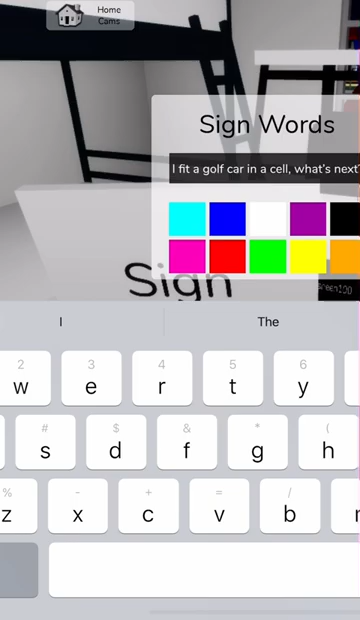 Home
Cams
Sign Words
I fit a golf car in a cell, what's next?
Sign
I
The
2
3
4
5
6
w
e
r
t
y
#
$
&
*
(
s
d
f
g
h
%
-
+
=
/
z
x
c
v
b